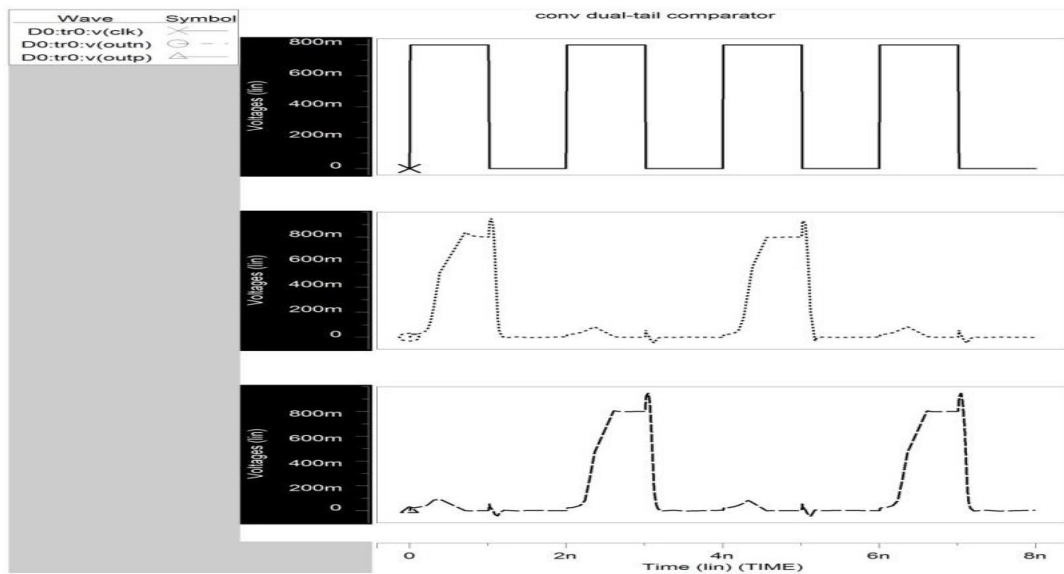 Wave Symbol
D0:tr0:v(clk)
D0:tr0:v(outn)
D0:tr0:v(outp)
conv dual-tail comparator
Voltages (lin)
800m
600m
400m
200m
0
Voltages (lin)
800m
600m
400m
200m
0
Voltages (lin)
800m
600m
400m
200m
0
0 2n 4n 6n 8n
Time (lin) (TIME)